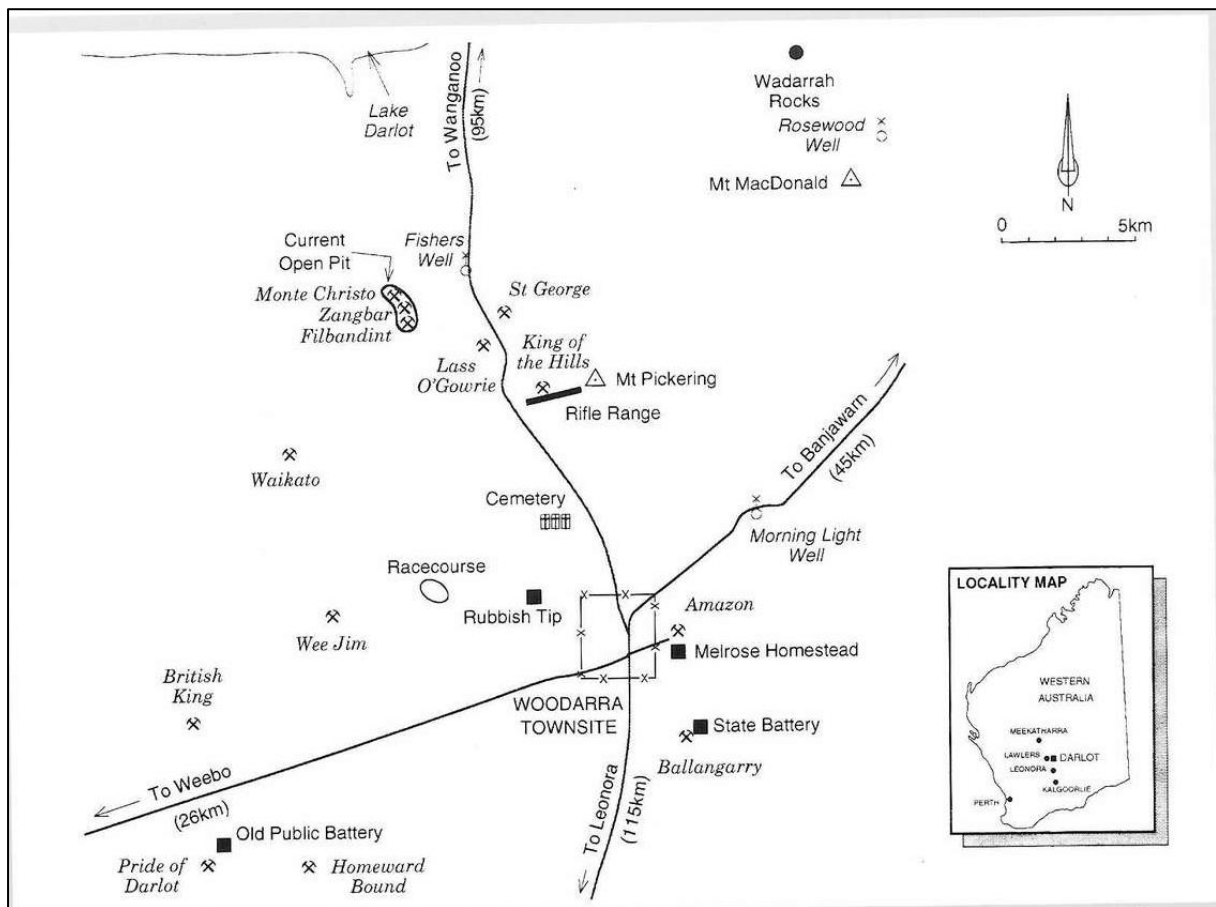 Lake
Darlot
To Wanganoo
(95km)
Wadarrah
Rocks
Rosewood
Well
Mt MacDonald
N
0 5km
Current
Open Pit
Fishers
Well
Monte Christo
Zangbar
Filbandint
St George
Lass
O'Gowrie
King of
the Hills
Mt Pickering
Rifle Range
To Banjawarn
(45km)
Waikato
Cemetery
Morning Light
Well
Racecourse
Rubbish Tip
Amazon
Wee Jim
Melrose Homestead
British
King
WOODARRA
TOWNSITE
State Battery
Ballangarry
To Weebo
(26km)
To Leonora
(115km)
Old Public Battery
Pride of
Darlot
Homeward
Bound
LOCALITY MAP
WESTERN
AUSTRALIA
MEEKATHARRA
LAWLERS
DARLOT
LEONORA
KALGOORLIE
PERTH